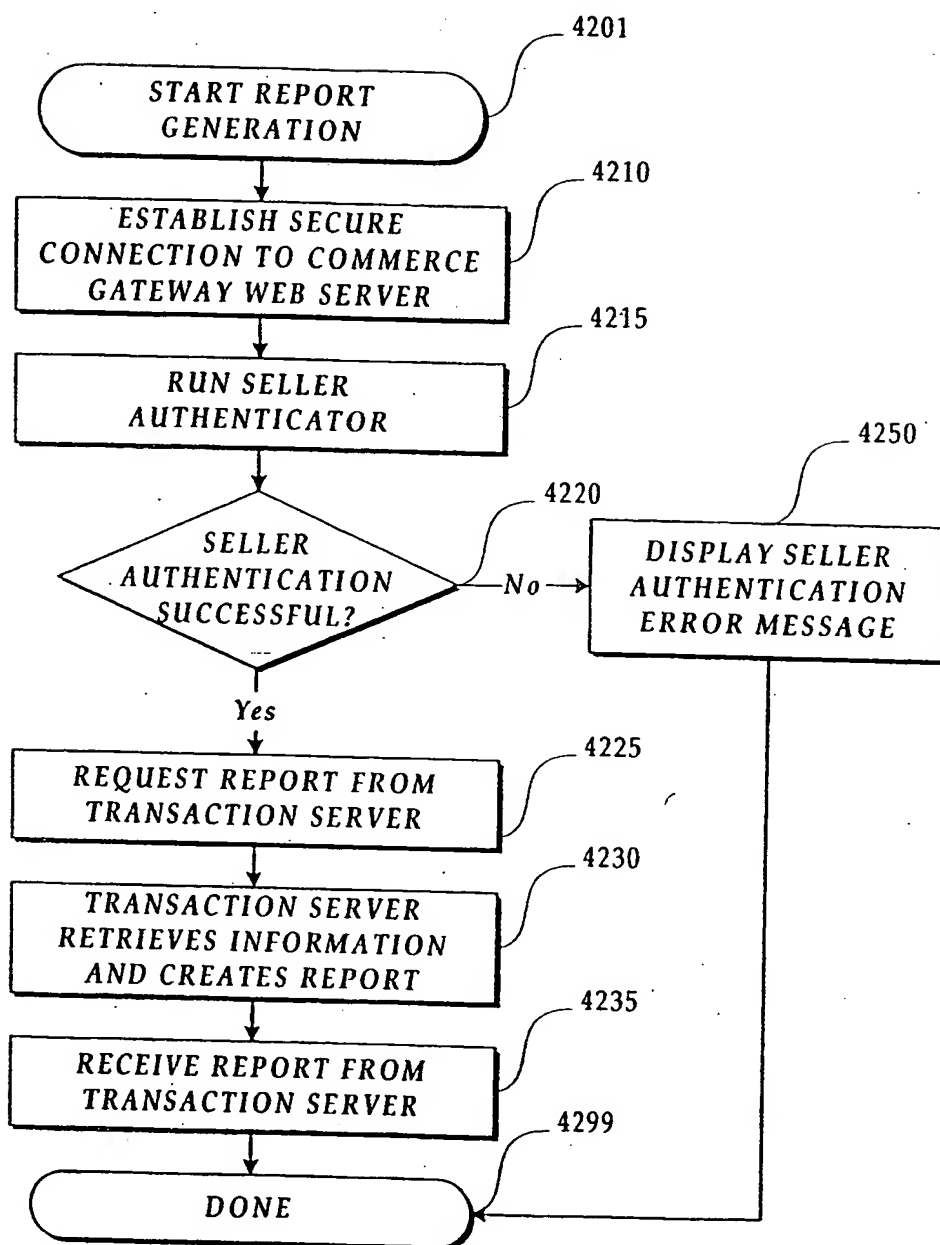 4201
START REPORT
GENERATION
4210
ESTABLISH SECURE
CONNECTION TO COMMERCE
GATEWAY WEB SERVER
4215
RUN SELLER
AUTHENTICATOR
4220
SELLER
AUTHENTICATION
SUCCESSFUL?
No
4250
DISPLAY SELLER
AUTHENTICATION
ERROR MESSAGE
Yes
4225
REQUEST REPORT FROM
TRANSACTION SERVER
4230
TRANSACTION SERVER
RETRIEVES INFORMATION
AND CREATES REPORT
4235
RECEIVE REPORT FROM
TRANSACTION SERVER
4299
DONE